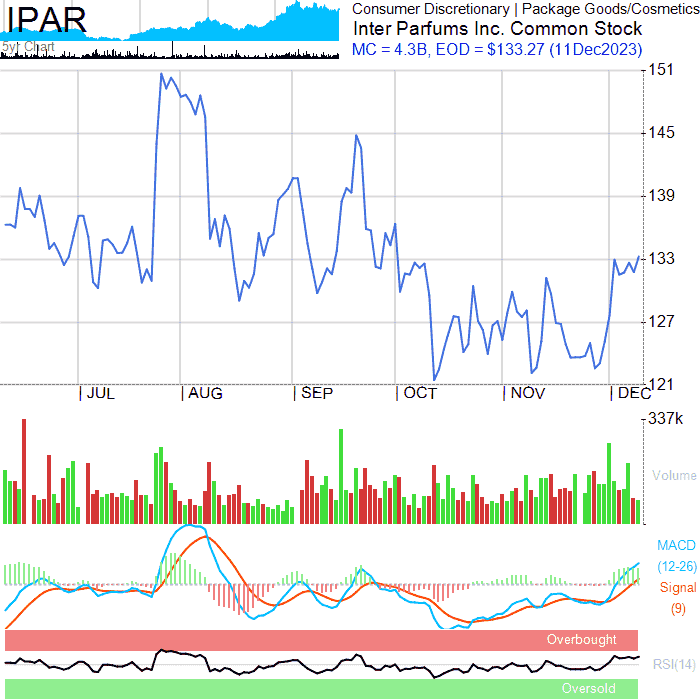 IPAR
5yr Chart
Consumer Discretionary | Package Goods/Cosmetics
Inter Parfums Inc. Common Stock
MC = 4.3B, EOD = $133.27 (11Dec2023)
151
145
139
133
127
121
JUL
AUG
SEP
OCT
NOV
DEC
337k
Volume
MACD
(12-26)
Signal
(9)
Overbought
RSI(14)
Oversold